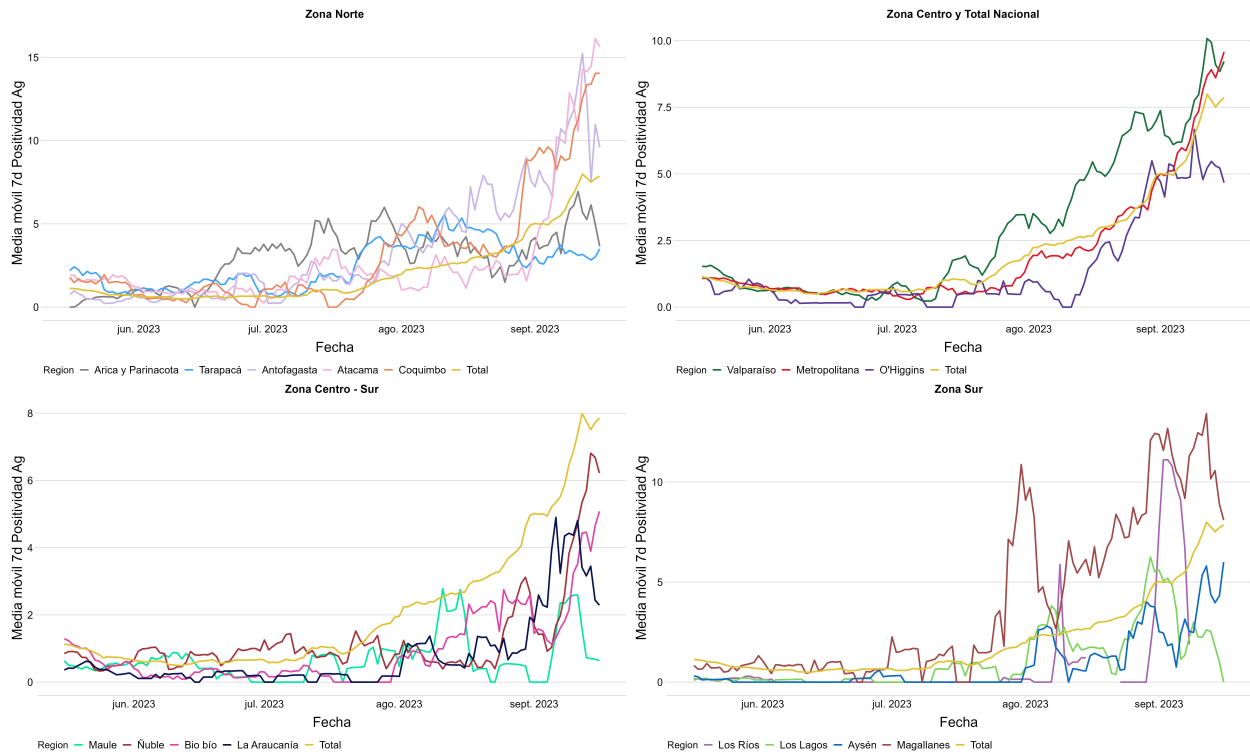 Zona Norte
Media móvil 7d Positividad Ag
15
10
5
0
jun. 2023 jul. 2023 ago. 2023 sept. 2023
Fecha
Region Arica y Parinacota Tarapacá Antofagasta Atacama Coquimbo Total
Zona Centro y Total Nacional
Media móvil 7d Positividad Ag
10.0
7.5
5.0
2.5
0.0
jun. 2023 jul. 2023 ago. 2023 sept. 2023
Fecha
Region Valparaíso Metropolitana O'Higgins Total
Zona Centro - Sur
Media móvil 7d Positividad Ag
8
6
4
2
0
jun. 2023 jul. 2023 ago. 2023 sept. 2023
Fecha
Region Maule Ñuble Bio bío La Araucanía Total
Zona Sur
Media móvil 7d Positividad Ag
10
5
0
jun. 2023 jul. 2023 ago. 2023 sept. 2023
Fecha
Region Los Ríos Los Lagos Aysén Magallanes Total